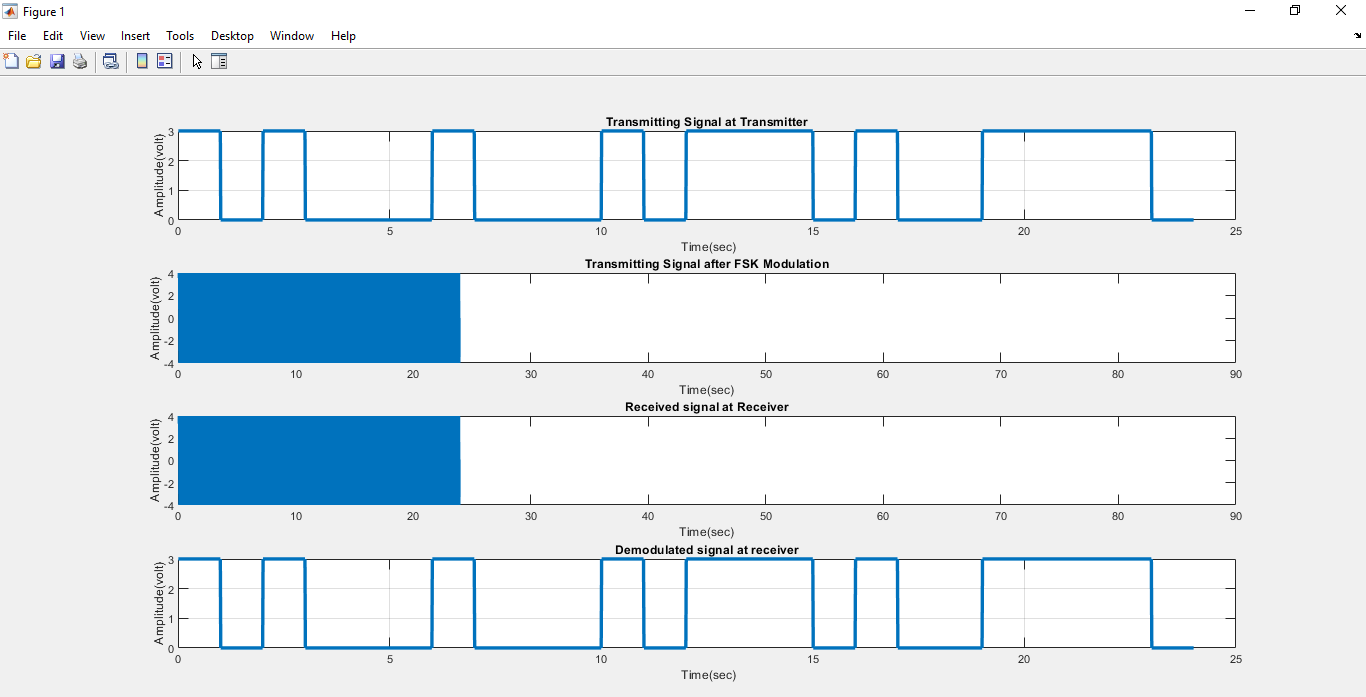 Figure 1
File Edit View Insert Tools Desktop Window Help
Transmitting Signal at Transmitter
Amplitude(volt)
3
2
1
0
0 5 10 15 20 25
Time(sec)
Transmitting Signal after FSK Modulation
Amplitude(volt)
4
2
0
-2
-4
0 10 20 30 40 50 60 70 80 90
Time(sec)
Received signal at Receiver
Amplitude(volt)
4
2
0
-2
-4
0 10 20 30 40 50 60 70 80 90
Time(sec)
Demodulated signal at receiver
Amplitude(volt)
3
2
1
0
0 5 10 15 20 25
Time(sec)